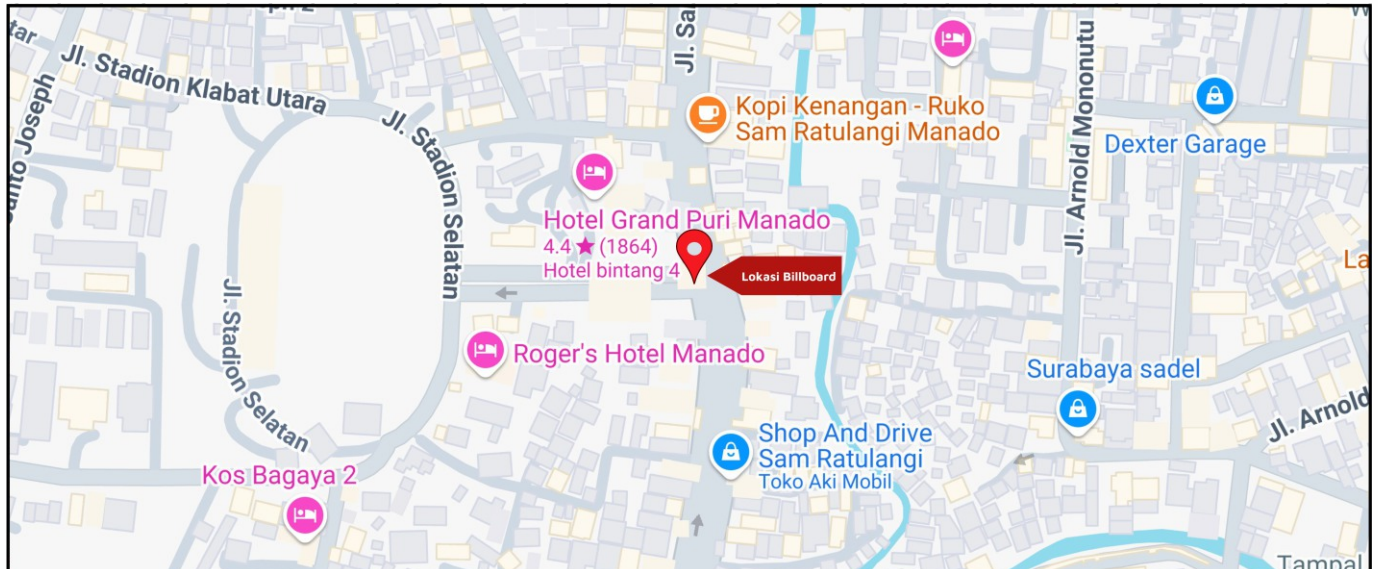 Jl. Stadion Klabat Utara
Jl. Stadion Selatan
Jl. Sa
Kopi Kenangan - Ruko
Sam Ratulangi Manado
Jl. Arnold Mononutu
Dexter Garage
Joseph
Hotel Grand Puri Manado
4.4 ★ (1864)
Hotel bintang 4
Lokasi Billboard
La
Jl. Stadion Selatan
Roger's Hotel Manado
Surabaya sadel
Jl. Arnold
Shop And Drive
Sam Ratulangi
Toko Aki Mobil
Kos Bagaya 2
Tampal